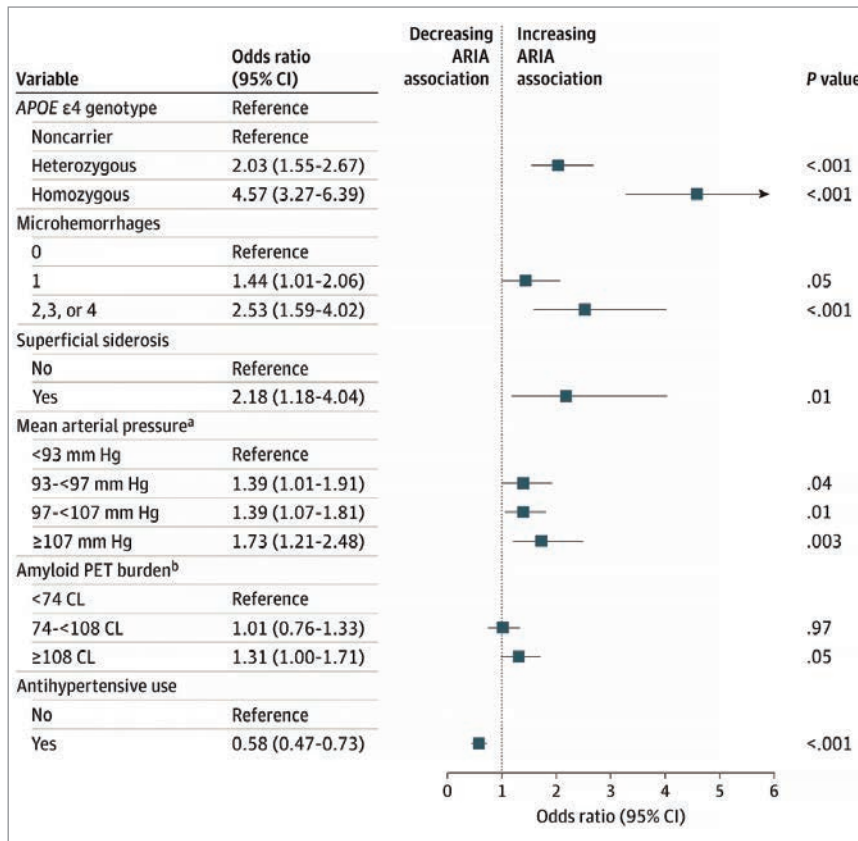 Decreasing ARIA association
Increasing ARIA association
Variable Odds ratio (95% CI) P value
APOE ε4 genotype Reference
Noncarrier Reference
Heterozygous 2.03 (1.55-2.67) <.001
Homozygous 4.57 (3.27-6.39) <.001
Microhemorrhages
0 Reference
1 1.44 (1.01-2.06) .05
2,3, or 4 2.53 (1.59-4.02) <.001
Superficial siderosis
No Reference
Yes 2.18 (1.18-4.04) .01
Mean arterial pressureᵃ
<93 mm Hg Reference
93-<97 mm Hg 1.39 (1.01-1.91) .04
97-<107 mm Hg 1.39 (1.07-1.81) .01
≥107 mm Hg 1.73 (1.21-2.48) .003
Amyloid PET burdenᵇ
<74 CL Reference
74-<108 CL 1.01 (0.76-1.33) .97
≥108 CL 1.31 (1.00-1.71) .05
Antihypertensive use
No Reference
Yes 0.58 (0.47-0.73) <.001
0 1 2 3 4 5 6
Odds ratio (95% CI)